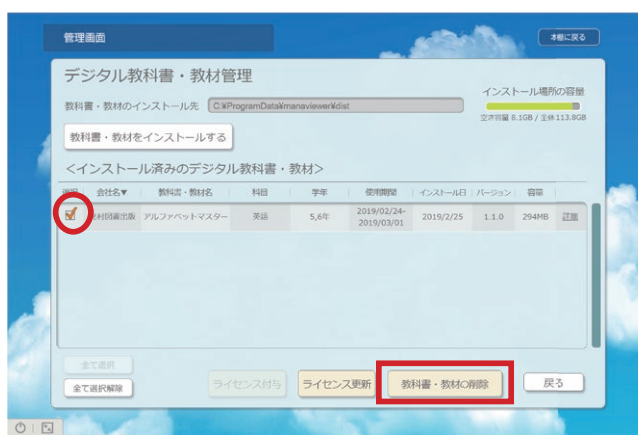 管理画面
本棚に戻る
デジタル教科書・教材管理
インストール場所の容量
教科書・教材のインストール先 C:¥ProgramData¥manaviewer¥dist
空き容量 8.1GB / 全体113.8GB
教科書・教材をインストールする
<インストール済みのデジタル教科書・教材>
選択 会社名▼ 教科書・教材名 科目 学年 使用期間 インストール日 バージョン 容量
村図書出版 アルファベットマスター 英語 5,6年 2019/02/24-2019/03/01 2019/2/25 1.1.0 294MB 詳細
全て選択
全て選択解除 ライセンス付与 ライセンス更新 教科書・教材の削除 戻る